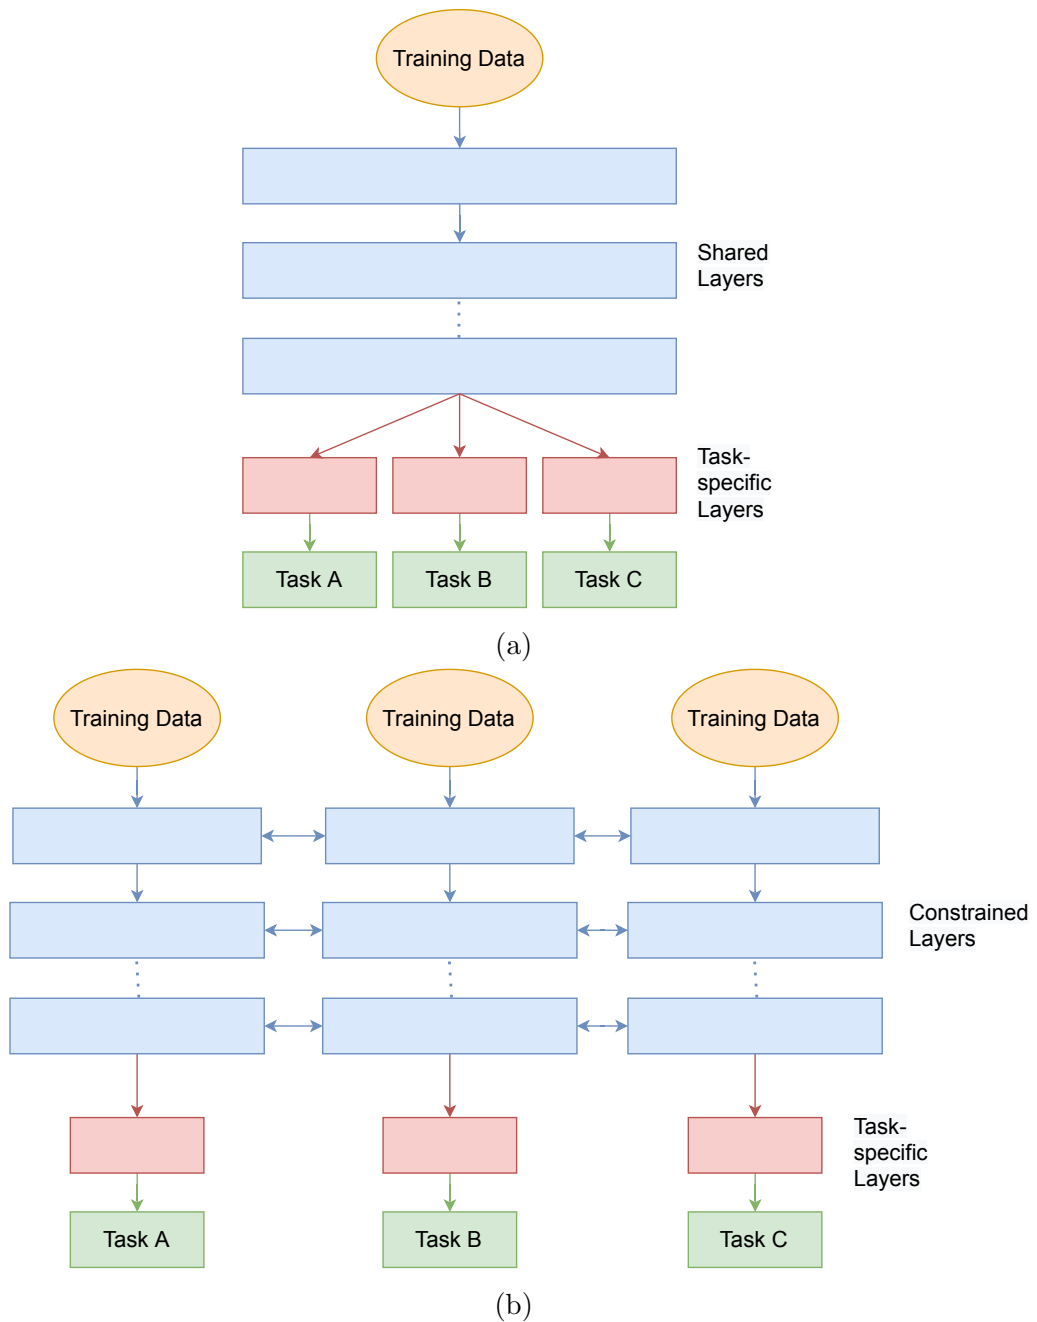 Training Data
Shared
Layers
Task-
specific
Layers
Task A
Task B
Task C
(a)
Training Data
Training Data
Training Data
Constrained
Layers
Task-
specific
Layers
Task A
Task B
Task C
(b)